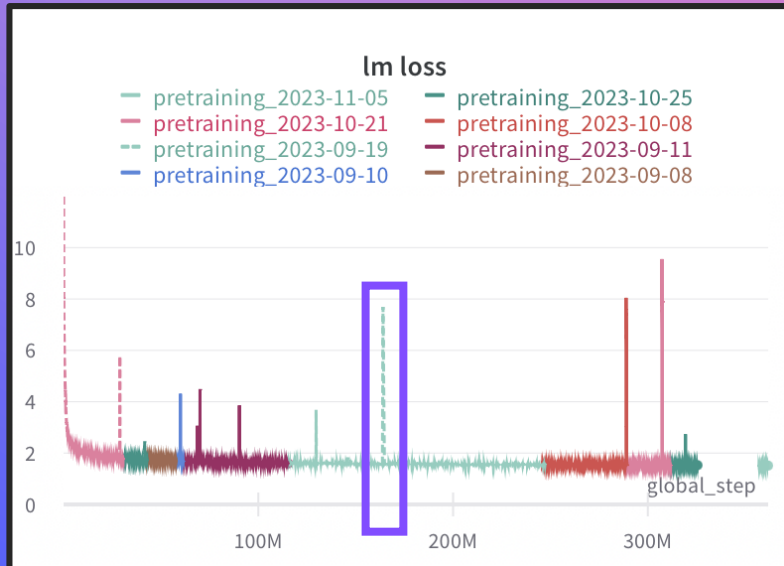 lm loss
pretraining_2023-11-05 pretraining_2023-10-25
pretraining_2023-10-21 pretraining_2023-10-08
pretraining_2023-09-19 pretraining_2023-09-11
pretraining_2023-09-10 pretraining_2023-09-08
10
8
6
4
2
global_step
0
100M 200M 300M